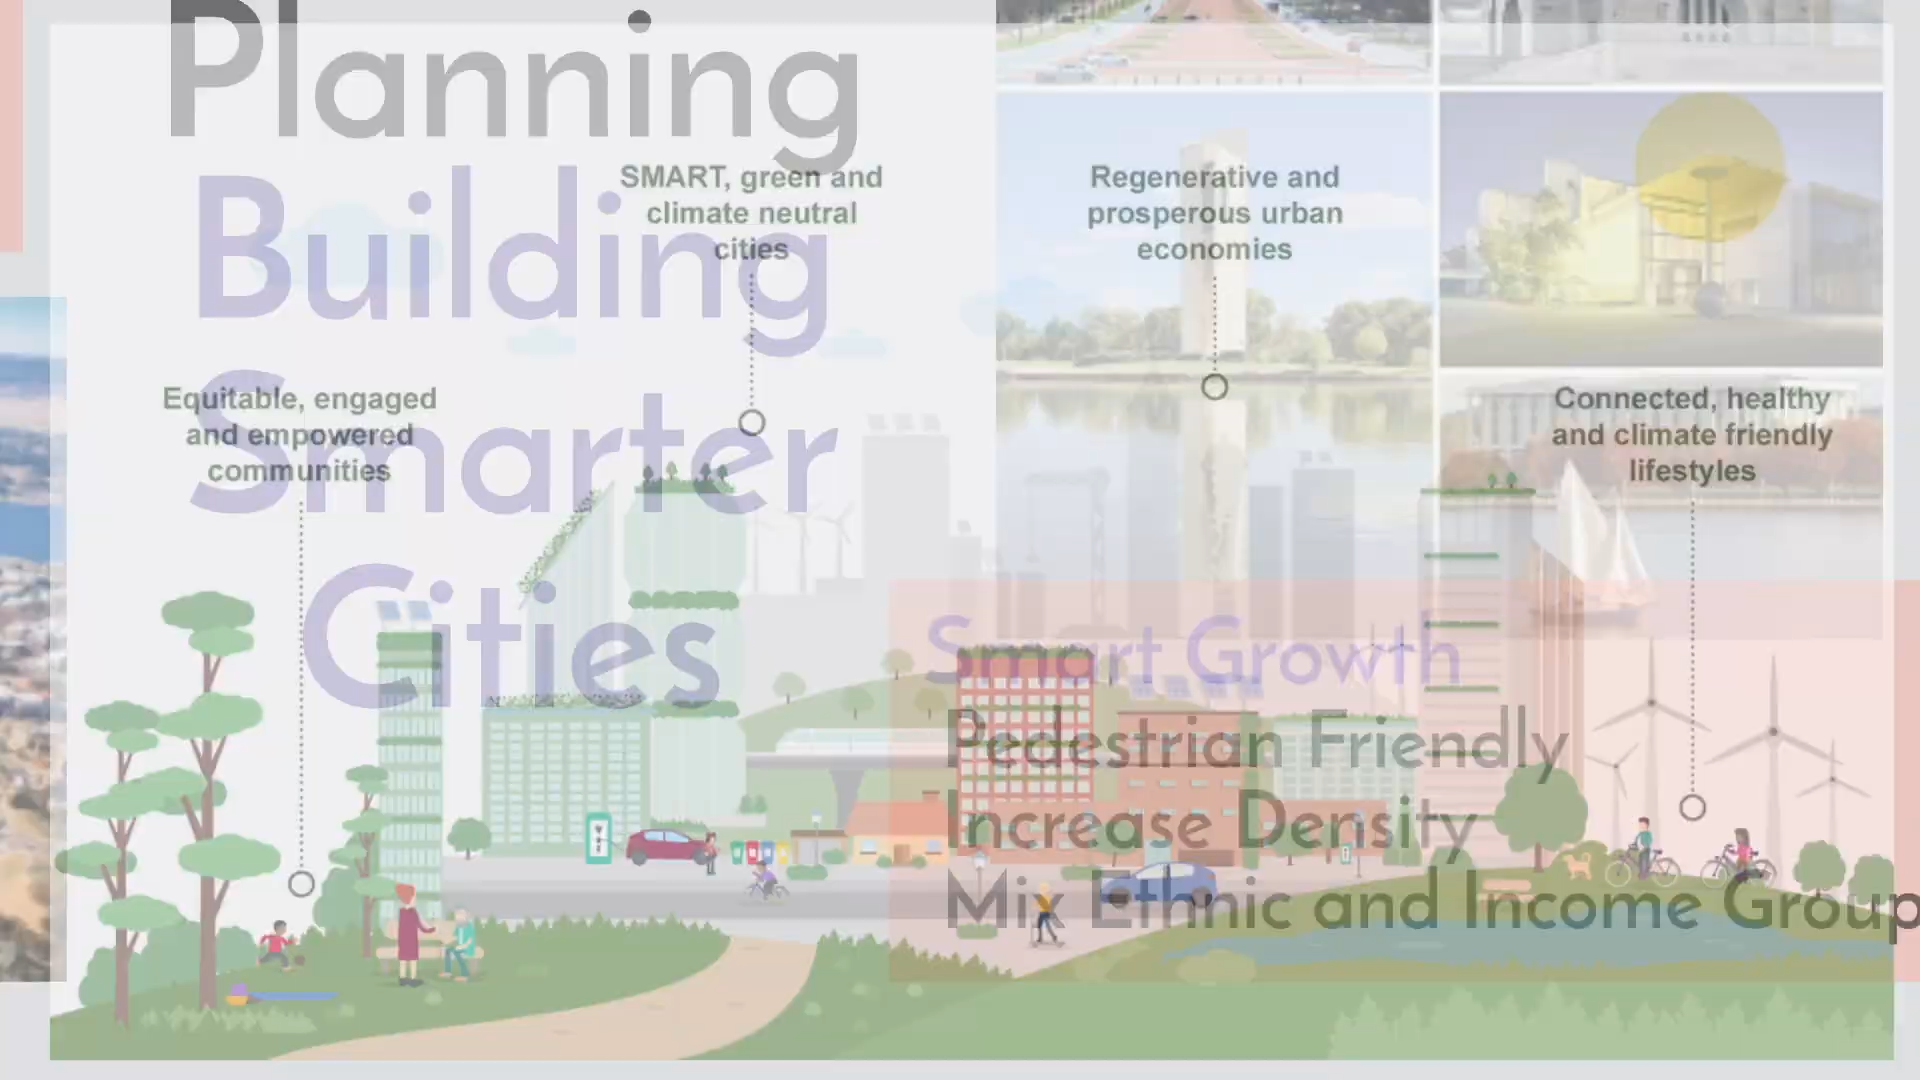 Planning
Building
Smarter
Cities
SMART, green and
climate neutral
cities
Regenerative and
prosperous urban
economies
Equitable, engaged
and empowered
communities
Connected, healthy
and climate friendly
lifestyles
Smart Growth
Pedestrian Friendly
Increase Density
Mix Ethnic and Income Group